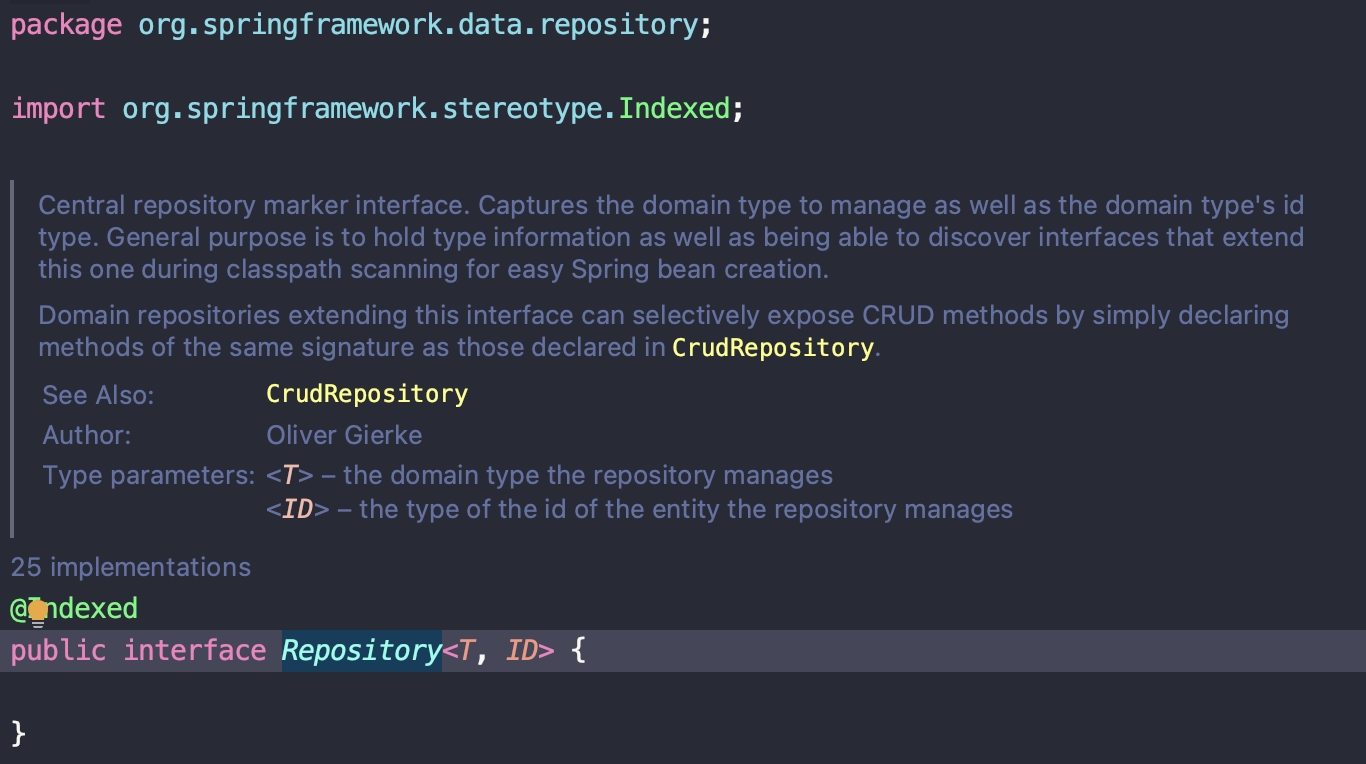 package org.springframework.data.repository;
import org.springframework.stereotype.Indexed;
Central repository marker interface. Captures the domain type to manage as well as the domain type's id
type. General purpose is to hold type information as well as being able to discover interfaces that extend
this one during classpath scanning for easy Spring bean creation.
Domain repositories extending this interface can selectively expose CRUD methods by simply declaring
methods of the same signature as those declared in CrudRepository.
See Also: CrudRepository
Author: Oliver Gierke
Type parameters: <T> – the domain type the repository manages
<ID> – the type of the id of the entity the repository manages
25 implementations
@Indexed
public interface Repository<T, ID> {
}